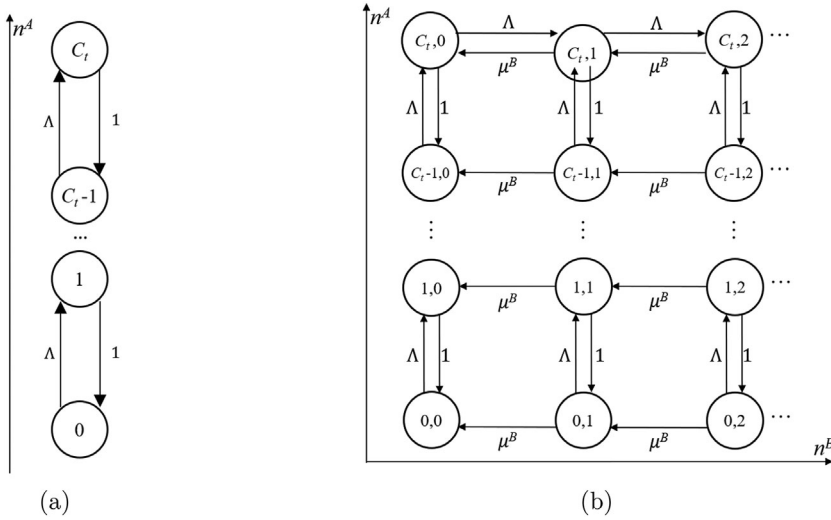 n^A
C_t
Λ 1
C_t-1
...
1
Λ 1
0
(a)
n^A
C_t,0 Λ C_t,1 Λ C_t,2 ...
μ^B μ^B
Λ 1 Λ 1 Λ 1
C_t-1,0 C_t-1,1 C_t-1,2 ...
μ^B μ^B
⋮ ⋮ ⋮
1,0 1,1 1,2 ...
μ^B μ^B
Λ 1 Λ 1 Λ 1
0,0 0,1 0,2 ...
μ^B μ^B
n^B
(b)